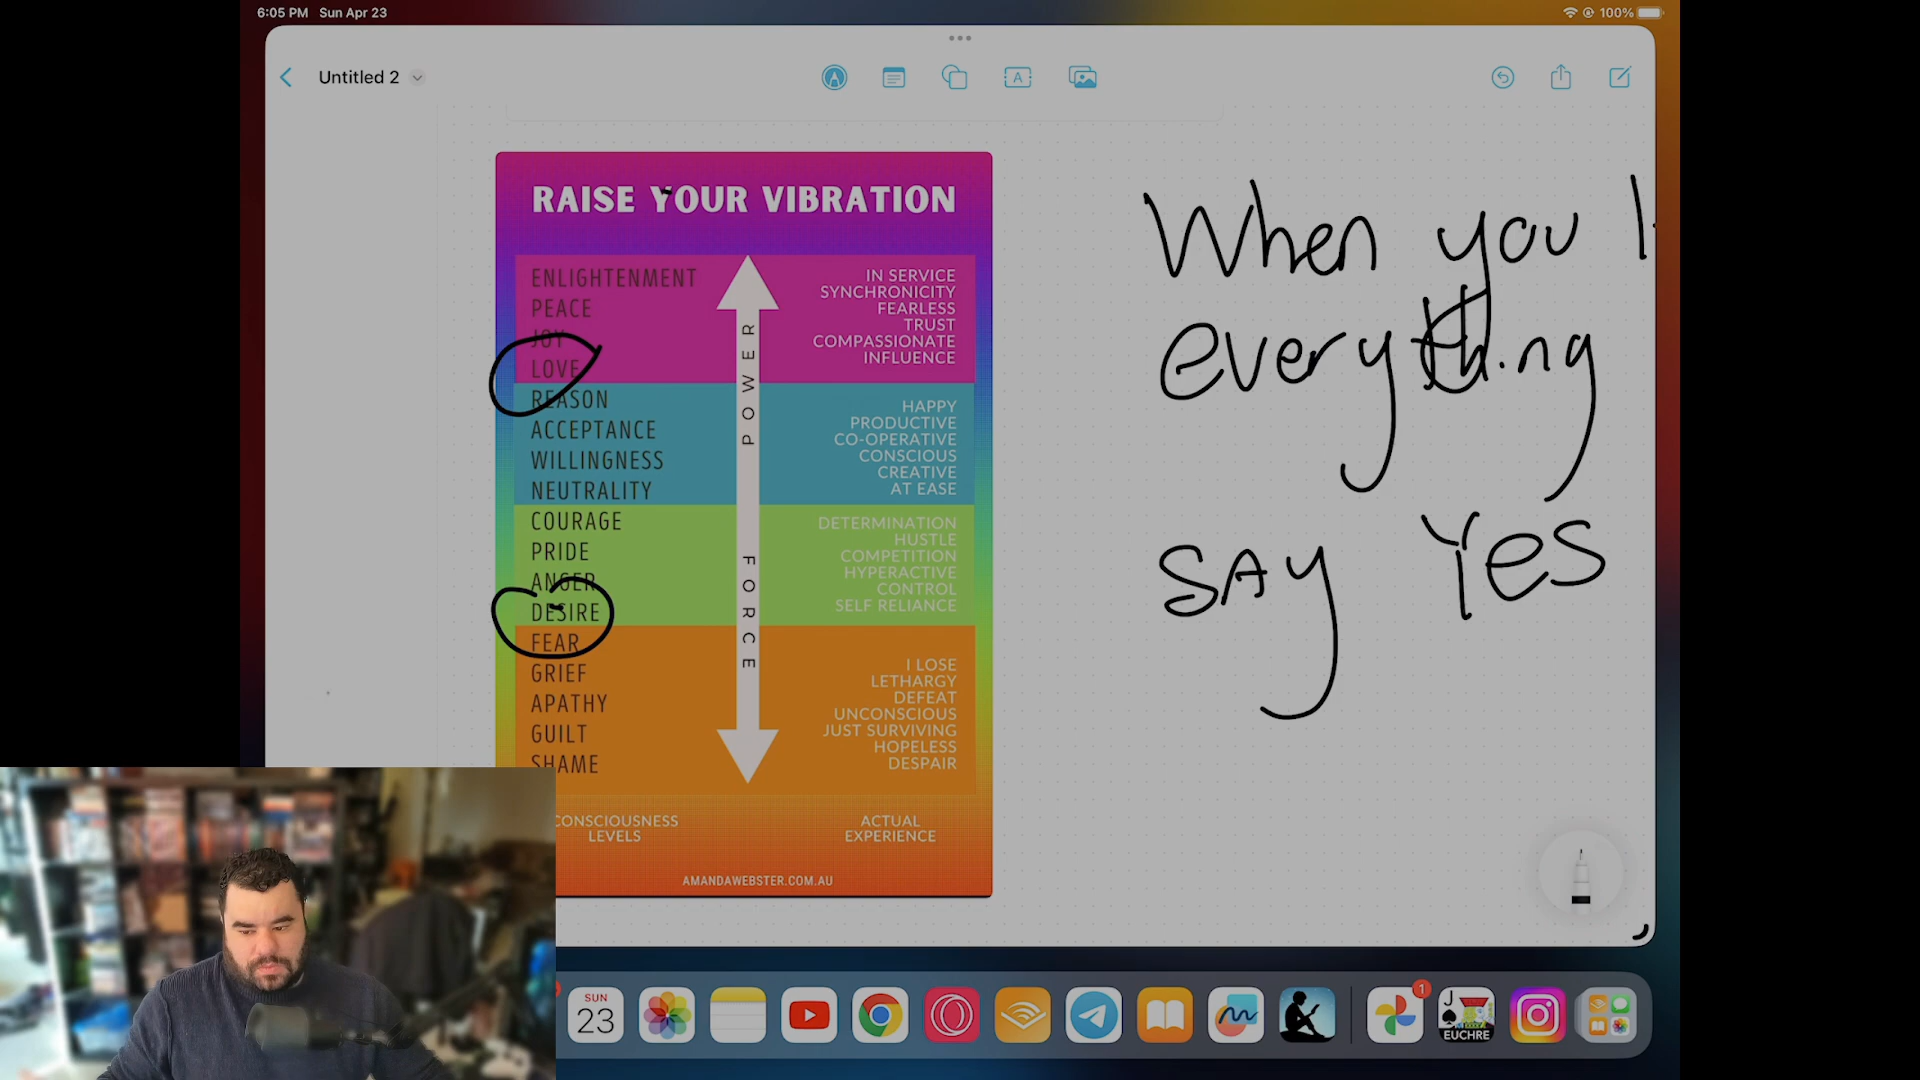 6:05 PM Sun Apr 23
100%
Untitled 2
A
RAISE YOUR VIBRATION
ENLIGHTENMENT
PEACE
JOY
LOVE
REASON
ACCEPTANCE
WILLINGNESS
NEUTRALITY
COURAGE
PRIDE
ANGER
DESIRE
FEAR
GRIEF
APATHY
GUILT
SHAME
POWER
FORCE
IN SERVICE
SYNCHRONICITY
FEARLESS
TRUST
COMPASSIONATE
INFLUENCE
HAPPY
PRODUCTIVE
CO-OPERATIVE
CONSCIOUS
CREATIVE
AT EASE
DETERMINATION
HUSTLE
COMPETITION
HYPERACTIVE
CONTROL
SELF RELIANCE
I LOSE
LETHARGY
DEFEAT
UNCONSCIOUS
JUST SURVIVING
HOPELESS
DESPAIR
CONSCIOUSNESS
LEVELS
ACTUAL
EXPERIENCE
AMANDAWEBSTER.COM.AU
When you
everything
SAY Yes
SUN
23
1
J
EUCHRE